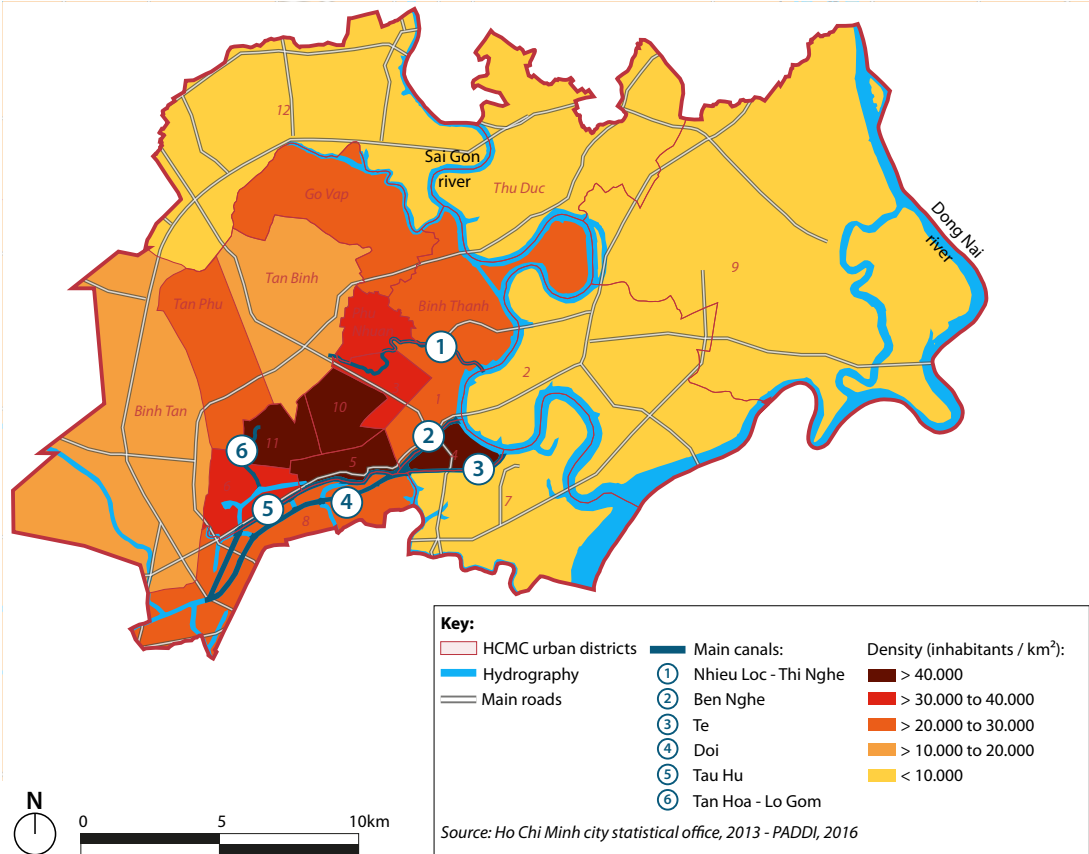 12
Sai Gon
river
Thu Duc
Go Vap
Dong Nai
river
Tan Binh
9
Tan Phu
Binh Thanh
1
2
Binh Tan
10
1
11
2
6
5
4
3
5
4
7
8
Key:
HCMC urban districts
Hydrography
Main roads
Main canals:
1 Nhieu Loc - Thi Nghe
2 Ben Nghe
3 Te
4 Doi
5 Tau Hu
6 Tan Hoa - Lo Gom
Density (inhabitants / km²):
> 40.000
> 30.000 to 40.000
> 20.000 to 30.000
> 10.000 to 20.000
< 10.000
Source: Ho Chi Minh city statistical office, 2013 - PADDI, 2016
N
0 5 10km